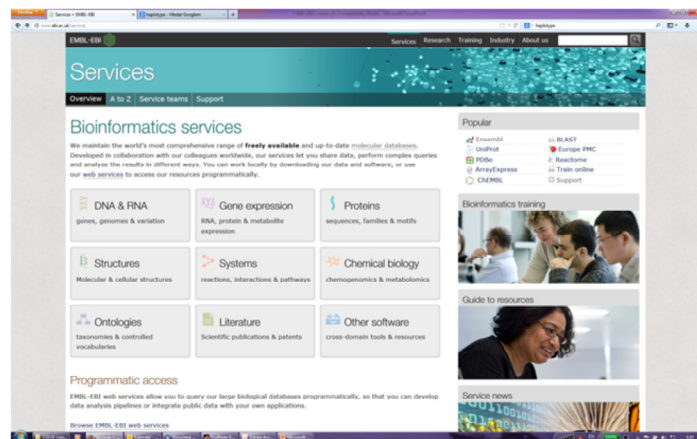 Services < EMBL-EBI
haplotype - Hledat Googlem
www.ebi.ac.uk/services
haplotype
EMBL-EBI
Services Research Training Industry About us
Services
Overview A to Z Service teams Support
Bioinformatics services
We maintain the world's most comprehensive range of freely available and up-to-date molecular databases.
Developed in collaboration with our colleagues worldwide, our services let you share data, perform complex queries
and analyse the results in different ways. You can work locally by downloading our data and software, or use
our web services to access our resources programmatically.
DNA & RNA
genes, genomes & variation
Gene expression
RNA, protein & metabolite
expression
Proteins
sequences, families & motifs
Structures
Molecular & cellular structures
Systems
reactions, interactions & pathways
Chemical biology
chemogenomics & metabolomics
Ontologies
taxonomies & controlled
vocabularies
Literature
Scientific publications & patents
Other software
cross-domain tools & resources
Programmatic access
EMBL-EBI web services allow you to query our large biological databases programmatically, so that you can develop
data analysis pipelines or integrate public data with your own applications.
Browse EMBL-EBI web services
Popular
Ensembl
UniProt
PDBe
ArrayExpress
ChEMBL
BLAST
Europe PMC
Reactome
Train online
Support
Bioinformatics training
Guide to resources
Service news